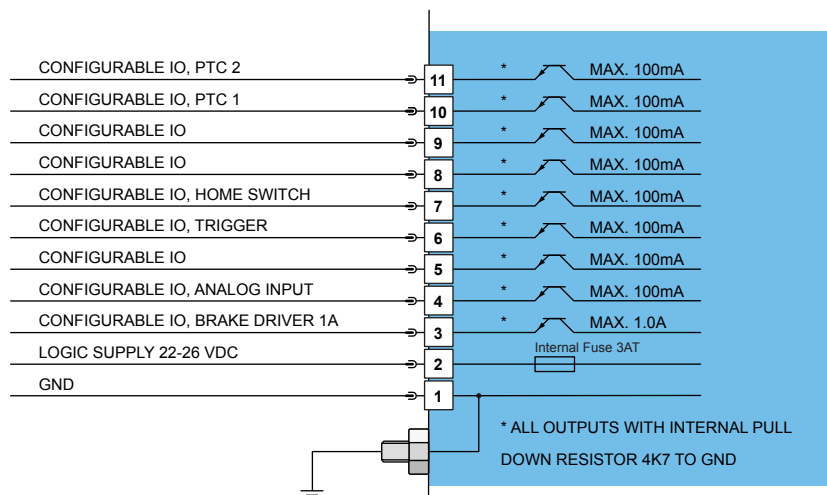 CONFIGURABLE IO, PTC 2 11 * MAX. 100mA
CONFIGURABLE IO, PTC 1 10 * MAX. 100mA
CONFIGURABLE IO 9 * MAX. 100mA
CONFIGURABLE IO 8 * MAX. 100mA
CONFIGURABLE IO, HOME SWITCH 7 * MAX. 100mA
CONFIGURABLE IO, TRIGGER 6 * MAX. 100mA
CONFIGURABLE IO 5 * MAX. 100mA
CONFIGURABLE IO, ANALOG INPUT 4 * MAX. 100mA
CONFIGURABLE IO, BRAKE DRIVER 1A 3 * MAX. 1.0A
LOGIC SUPPLY 22-26 VDC 2 Internal Fuse 3AT
GND 1
* ALL OUTPUTS WITH INTERNAL PULL
DOWN RESISTOR 4K7 TO GND